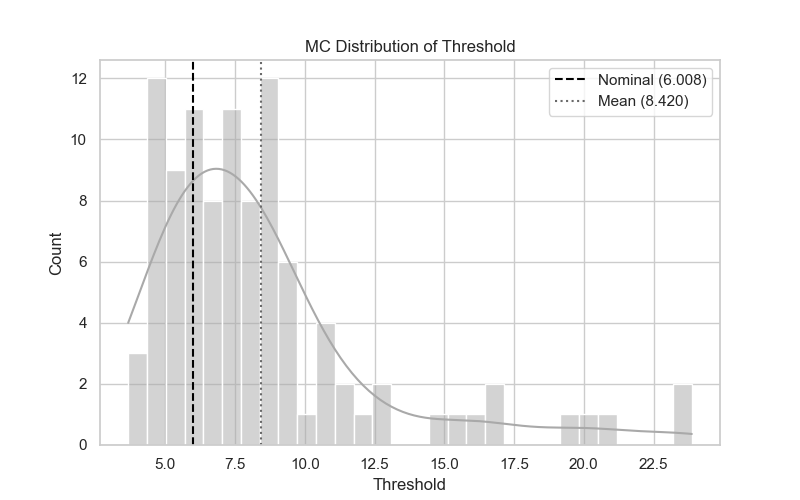 MC Distribution of Threshold
Nominal (6.008)
Mean (8.420)
Count
12
10
8
6
4
2
0
5.0 7.5 10.0 12.5 15.0 17.5 20.0 22.5
Threshold